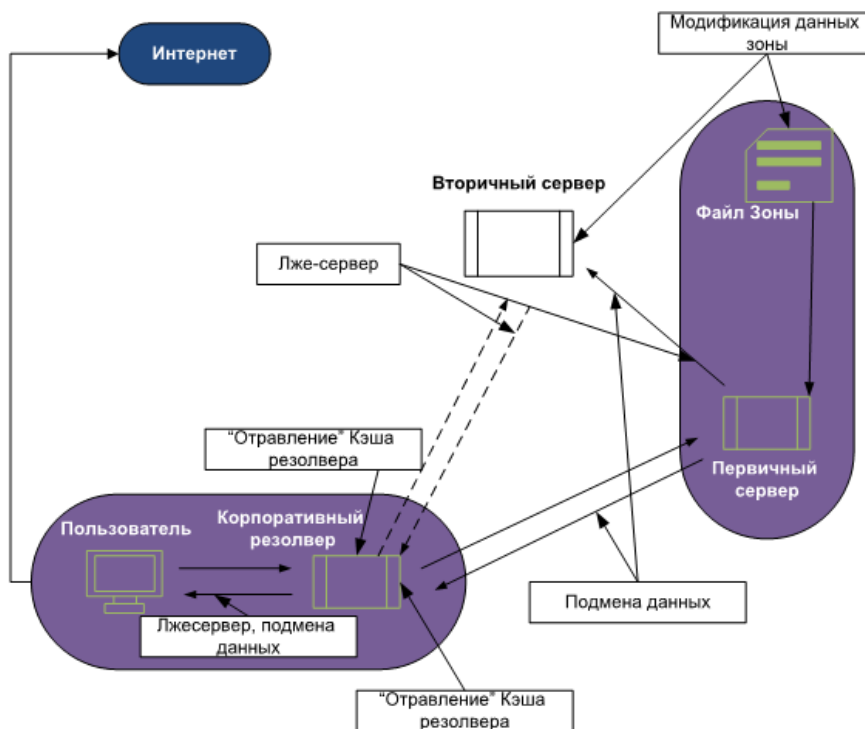 Интернет
Модификация данных
зоны
Вторичный сервер
Файл Зоны
Лже-сервер
“Отравление” Кэша
резолвера
Первичный
сервер
Пользователь
Корпоративный
резолвер
Лжесервер, подмена
данных
Подмена данных
“Отравление” Кэша
резолвера